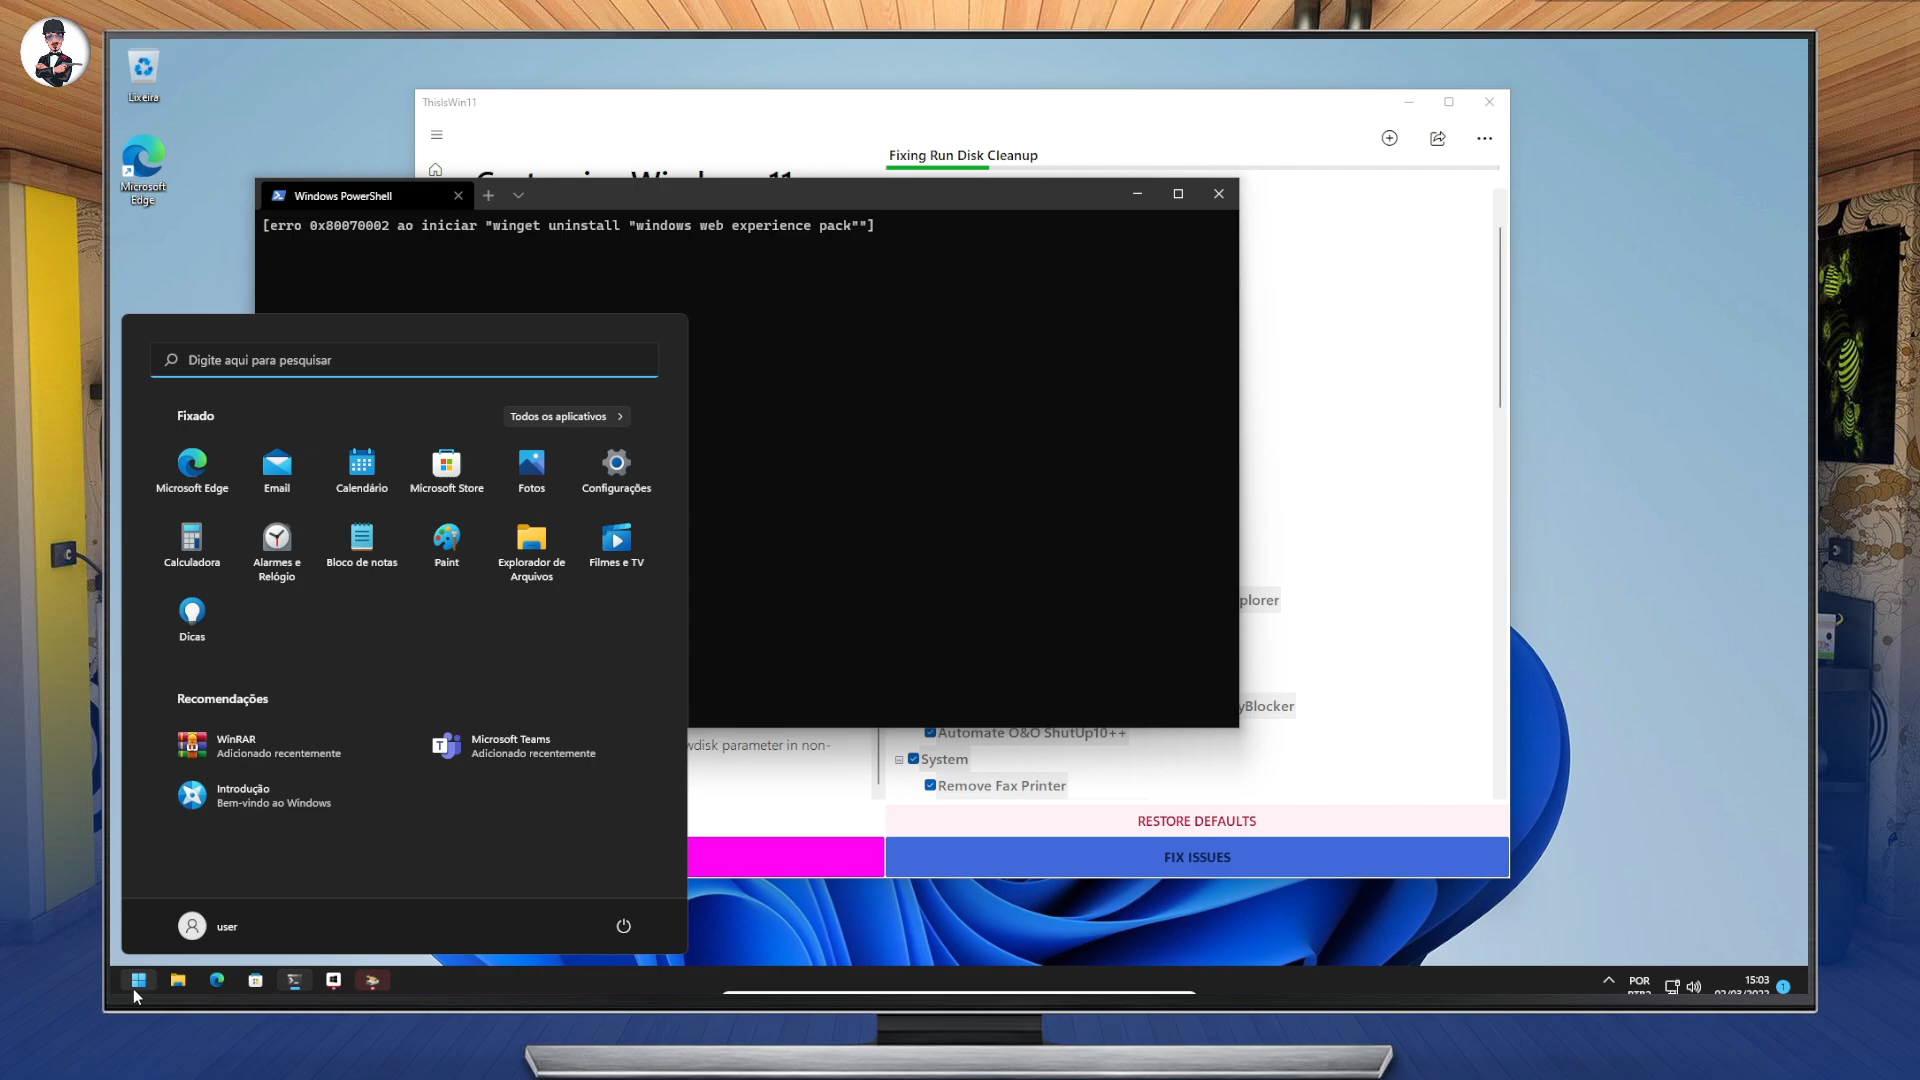 Lixeira
Microsoft
Edge
ThisIsWin11
Fixing Run Disk Cleanup
Windows PowerShell
[erro 0x80070002 ao iniciar "winget uninstall "windows web experience pack""]
Digite aqui para pesquisar
Fixado
Todos os aplicativos
Microsoft Edge
Email
Calendário
Microsoft Store
Fotos
Configurações
Calculadora
Alarmes e
Relógio
Bloco de notas
Paint
Explorador de
Arquivos
Filmes e TV
Dicas
Recomendações
WinRAR
Adicionado recentemente
Microsoft Teams
Adicionado recentemente
Introdução
Bem-vindo ao Windows
user
plorer
yBlocker
wdisk parameter in non-
Automate O&O ShutUp10++
System
Remove Fax Printer
RESTORE DEFAULTS
FIX ISSUES
POR
15:03
1